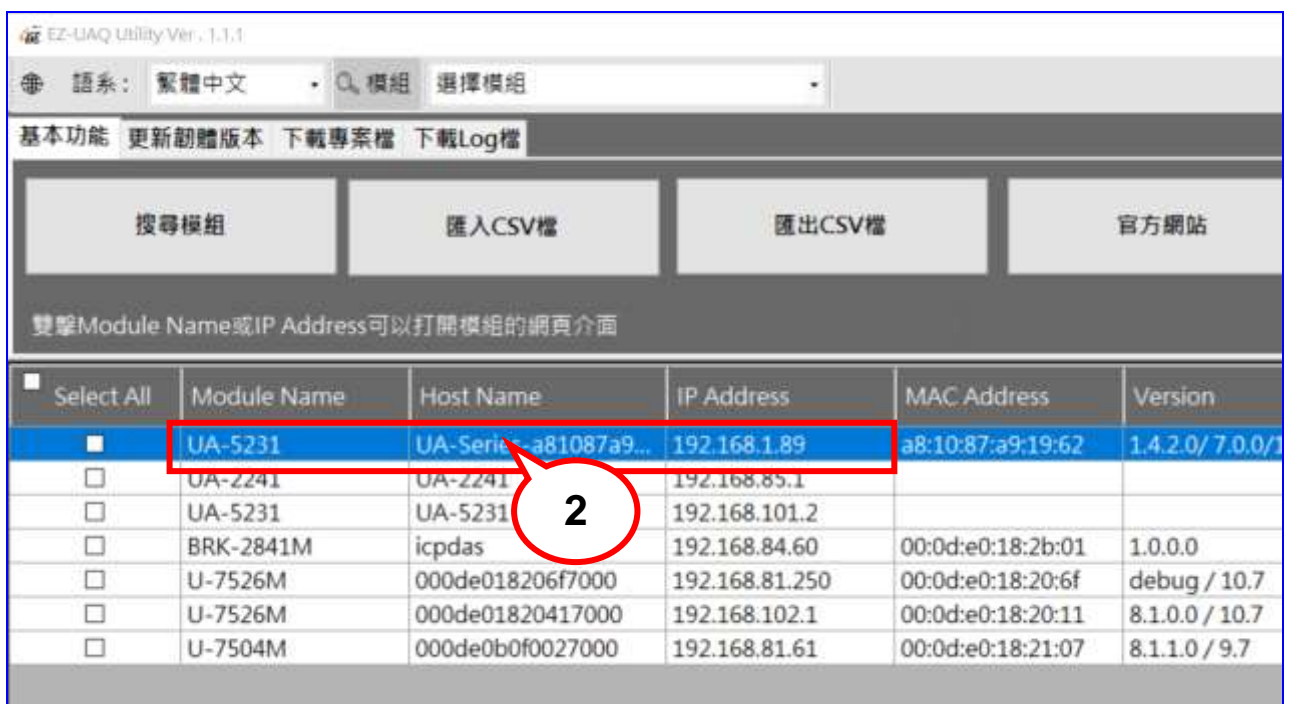 EZ-UAQ Utility Ver . 1.1.1
語系： 繁體中文 模組 選擇模組
基本功能 更新韌體版本 下載專案檔 下載Log檔
搜尋模組 匯入CSV檔 匯出CSV檔 官方網站
雙擊Module Name或IP Address可以打開模組的網頁介面
Select All Module Name Host Name IP Address MAC Address Version
UA-5231 UA-Series-a81087a9... 192.168.1.89 a8:10:87:a9:19:62 1.4.2.0/ 7.0.0/1
UA-2241 UA-2241 192.168.85.1
UA-5231 UA-5231 192.168.101.2
2
BRK-2841M icpdas 192.168.84.60 00:0d:e0:18:2b:01 1.0.0.0
U-7526M 000de018206f7000 192.168.81.250 00:0d:e0:18:20:6f debug / 10.7
U-7526M 000de01820417000 192.168.102.1 00:0d:e0:18:20:11 8.1.0.0 / 10.7
U-7504M 000de0b0f0027000 192.168.81.61 00:0d:e0:18:21:07 8.1.1.0 / 9.7